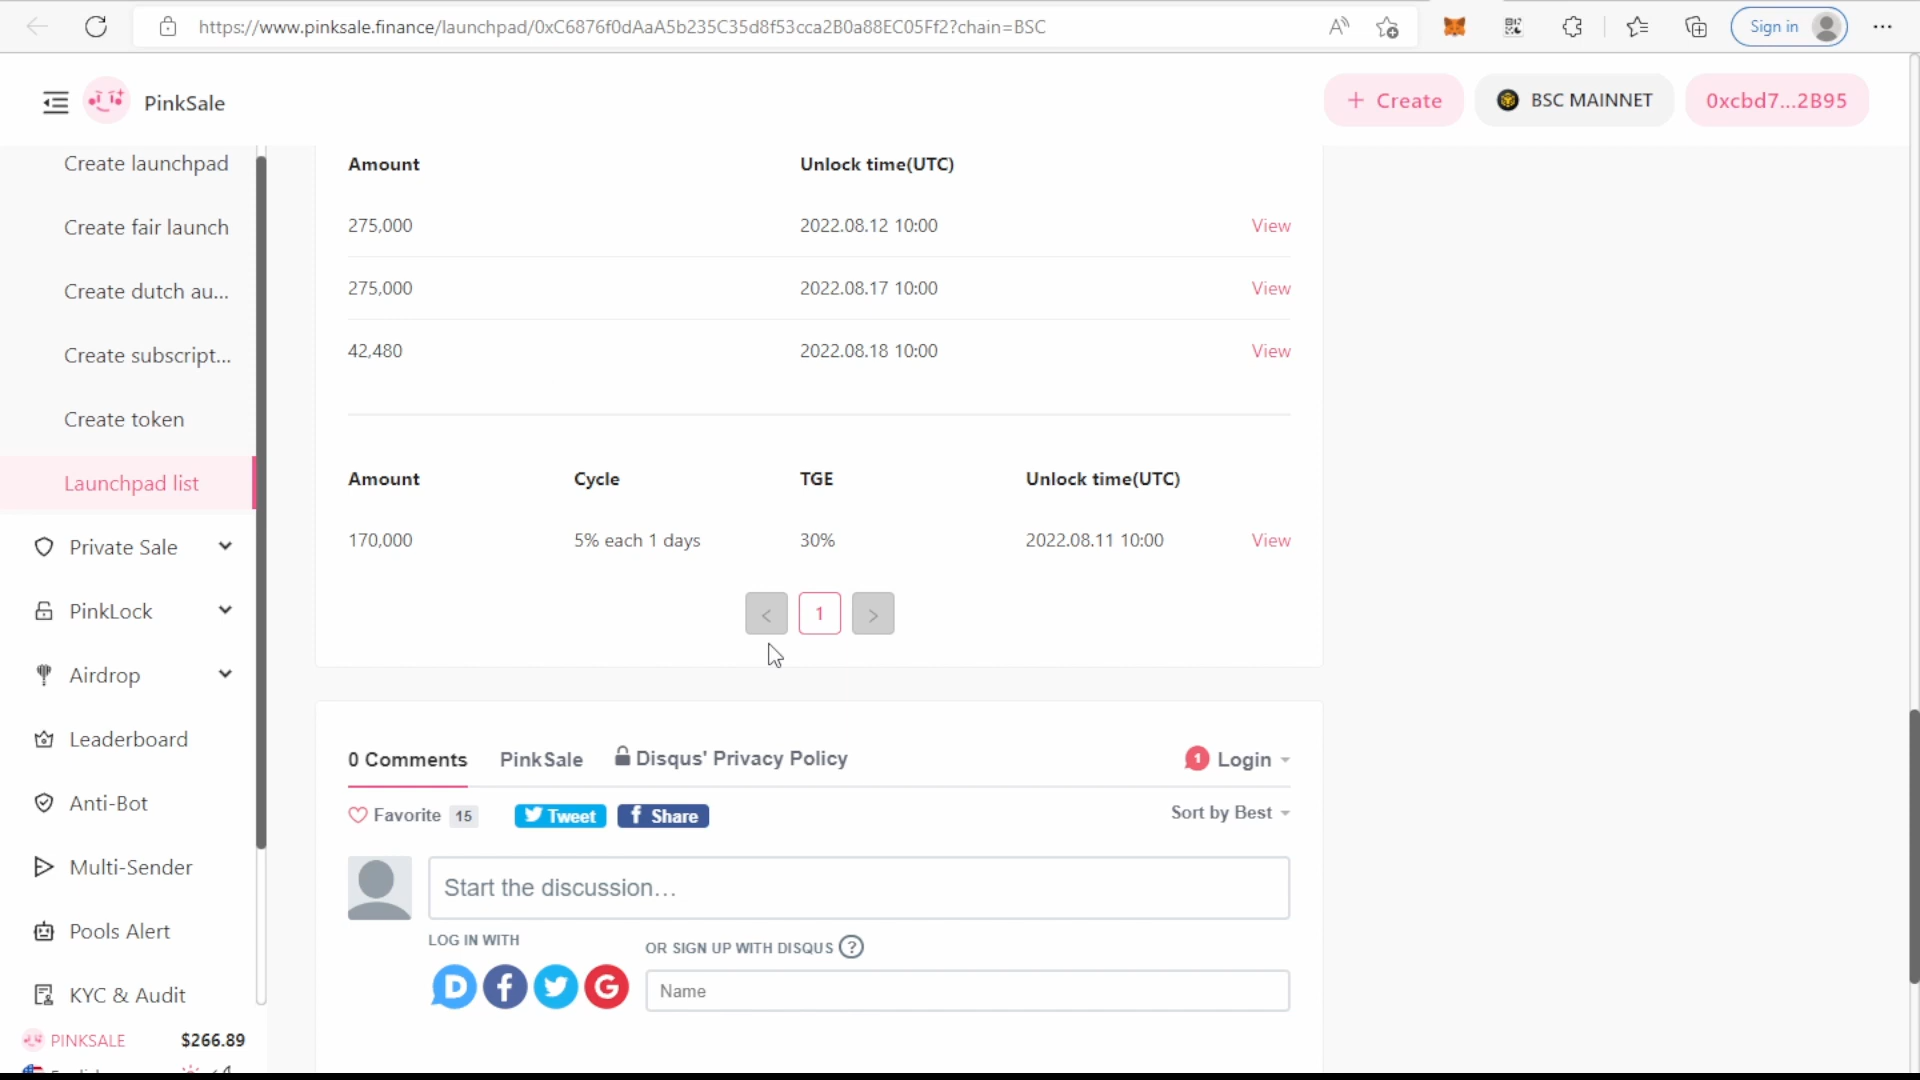 https://www.pinksale.finance/launchpad/0xC6876f0dAaA5b235C35d8f53cca2B0a88EC05Ff2?chain=BSC
Sign in
PinkSale
+ Create
BSC MAINNET
0xcbd7...2B95
Create launchpad
Create fair launch
Create dutch au...
Create subscript...
Create token
Launchpad list
Private Sale
PinkLock
Airdrop
Leaderboard
Anti-Bot
Multi-Sender
Pools Alert
KYC & Audit
PINKSALE $266.89
Amount Unlock time(UTC)
275,000 2022.08.12 10:00 View
275,000 2022.08.17 10:00 View
42,480 2022.08.18 10:00 View
Amount Cycle TGE Unlock time(UTC)
170,000 5% each 1 days 30% 2022.08.11 10:00 View
< 1 >
0 Comments PinkSale Disqus' Privacy Policy 1 Login
Favorite 15 Tweet f Share Sort by Best
Start the discussion...
LOG IN WITH
OR SIGN UP WITH DISQUS ?
D f G
Name